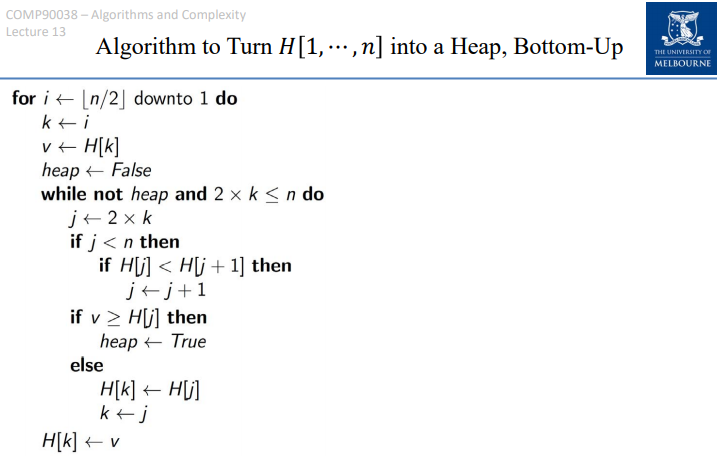 COMP90038 – Algorithms and Complexity
Lecture 13
Algorithm to Turn H[1, ⋯ , n] into a Heap, Bottom-Up
THE UNIVERSITY OF
MELBOURNE
for i ← ⌊n/2⌋ downto 1 do
k ← i
v ← H[k]
heap ← False
while not heap and 2 × k ≤ n do
j ← 2 × k
if j < n then
if H[j] < H[j + 1] then
j ← j + 1
if v ≥ H[j] then
heap ← True
else
H[k] ← H[j]
k ← j
H[k] ← v